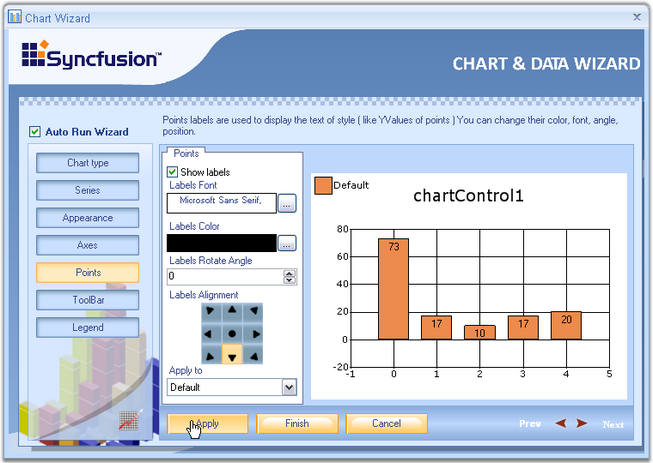 Chart Wizard
Syncfusion™
CHART & DATA WIZARD
Auto Run Wizard
Chart type
Series
Appearance
Axes
Points
ToolBar
Legend
Points labels are used to display the text of style ( like YValues of points ) You can change their color, font, angle,
position.
Points
Show labels
Labels Font
Microsoft Sans Serif,
...
Labels Color
...
Labels Rotate Angle
0
Labels Alignment
Apply to
Default
Default
chartControl1
80
60
40
20
0
-20
73
17
10
17
20
-1 0 1 2 3 4 5
Apply
Finish
Cancel
Prev
Next